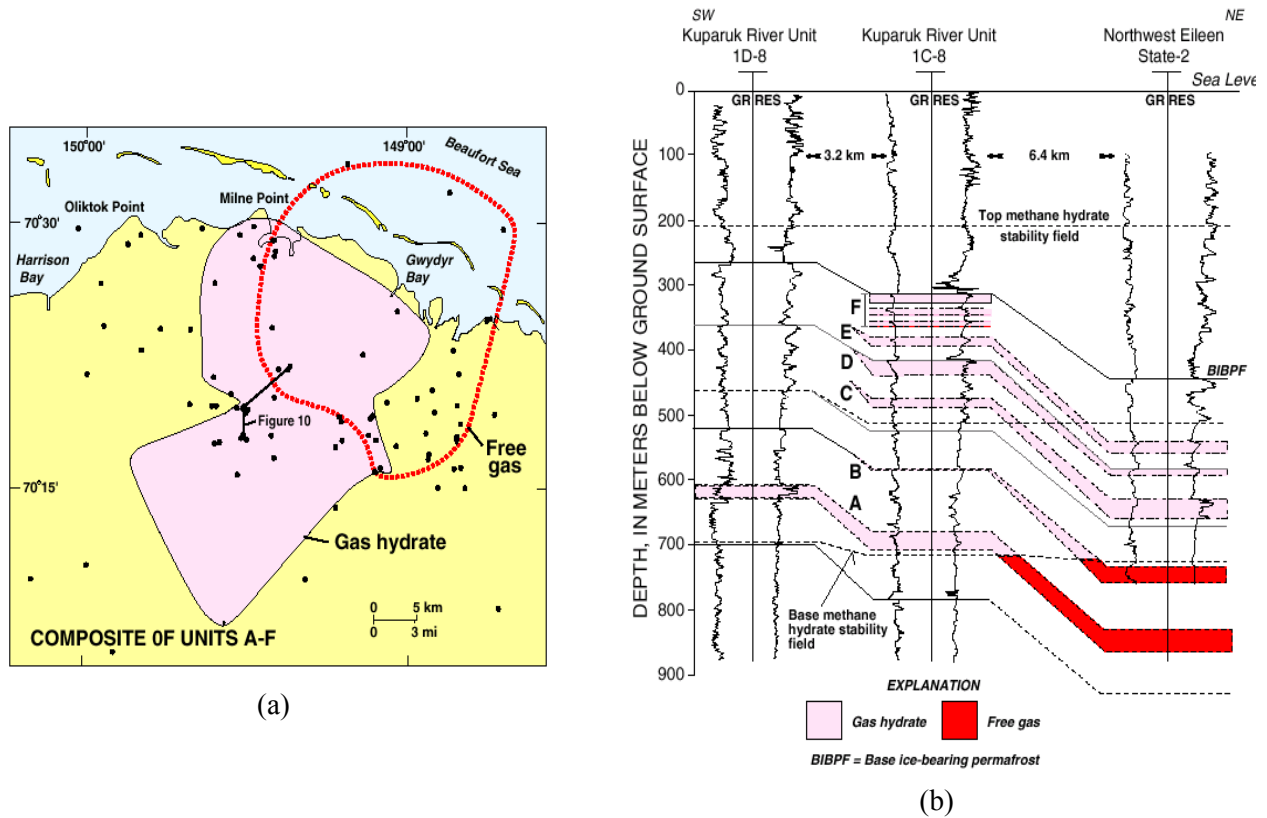 150°00'
149°00'
Beaufort Sea
Milne Point
Oliktok Point
70°30'
Harrison
Bay
Gwydyr
Bay
Figure 10
Free
gas
70°15'
Gas hydrate
0 5 km
0 3 mi
COMPOSITE 0F UNITS A-F
(a)
SW
NE
Kuparuk River Unit
1D-8
Kuparuk River Unit
1C-8
Northwest Eileen
State-2
Sea Leve
0
GR RES
GR RES
GR RES
100
3.2 km
6.4 km
200
Top methane hydrate
stability field
300
F
E
400
D
BIBPF
C
500
B
600
A
700
Base methane
hydrate stability
field
800
900
DEPTH, IN METERS BELOW GROUND SURFACE
EXPLANATION
Gas hydrate
Free gas
BIBPF = Base ice-bearing permafrost
(b)